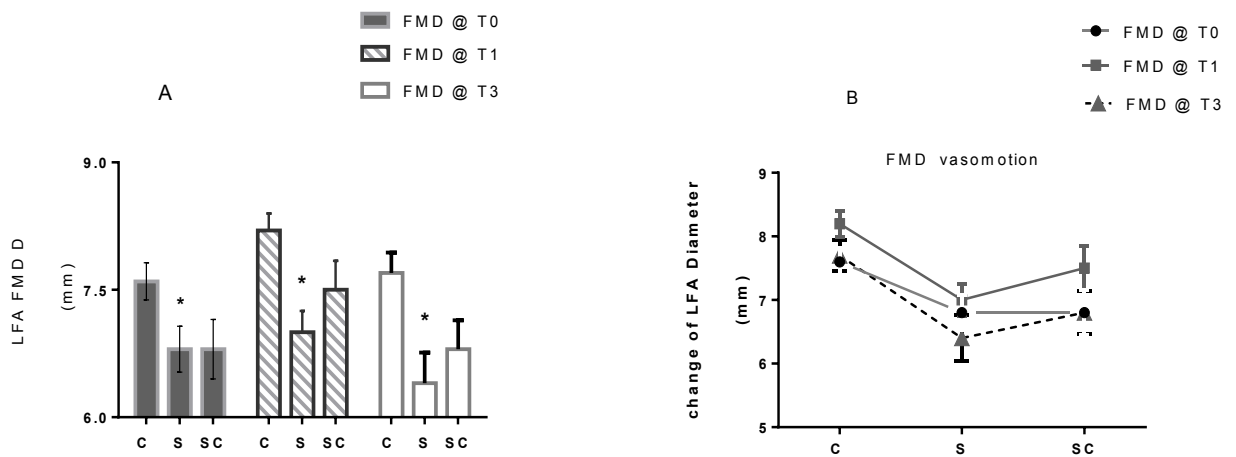 FMD @ T0
FMD @ T1
FMD @ T3
A
9.0
7.5
6.0
LFA FMD D
(mm)
*
*
*
C S SC C S SC C S SC
FMD @ T0
FMD @ T1
FMD @ T3
B
FMD vasomotion
change of LFA Diameter
(mm)
9
8
7
6
5
C S SC